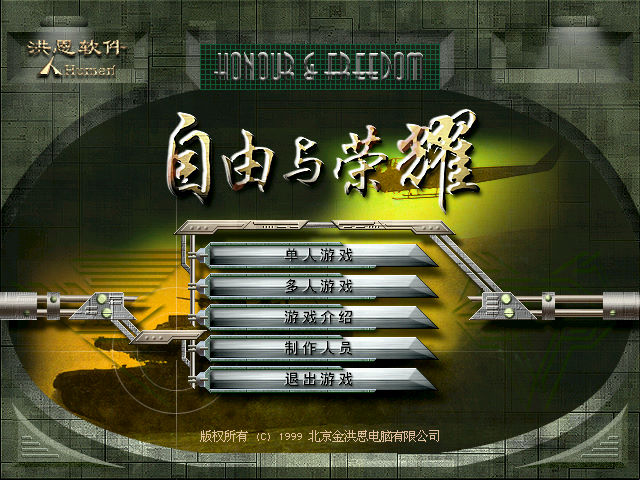 洪恩软件
Human
HONOUR & FREEDOM
自由与荣耀
单人游戏
多人游戏
游戏介绍
制作人员
退出游戏
版权所有 (C) 1999 北京金洪恩电脑有限公司